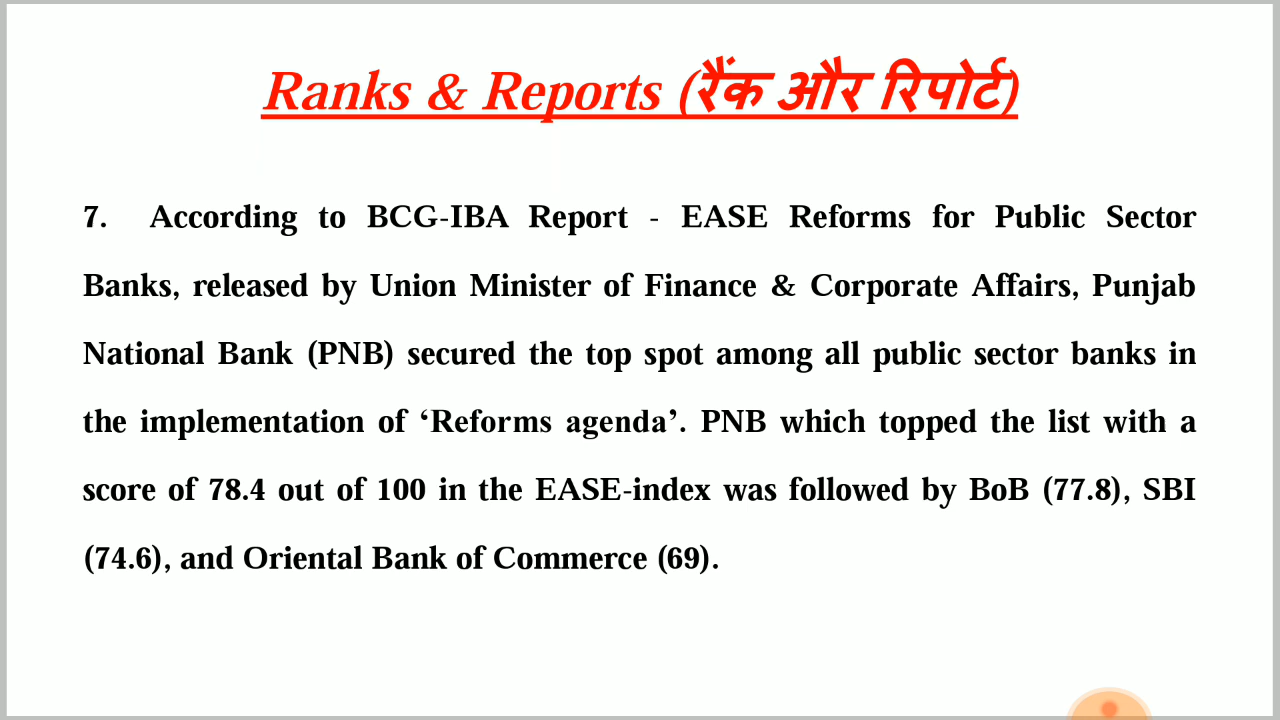 Ranks & Reports (रैंक और रिपोर्ट)
7. According to BCG-IBA Report - EASE Reforms for Public Sector
Banks, released by Union Minister of Finance & Corporate Affairs, Punjab
National Bank (PNB) secured the top spot among all public sector banks in
the implementation of ‘Reforms agenda’. PNB which topped the list with a
score of 78.4 out of 100 in the EASE-index was followed by BoB (77.8), SBI
(74.6), and Oriental Bank of Commerce (69).